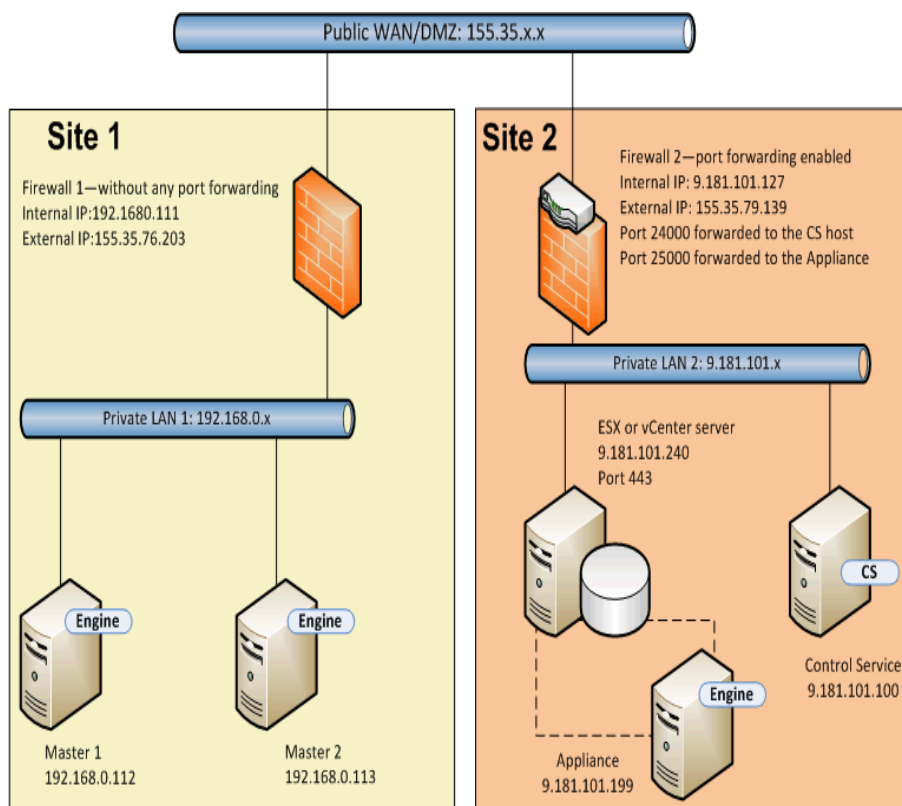 Public WAN/DMZ: 155.35.x.x
Site 1
Firewall 1—without any port forwarding
Internal IP:192.1680.111
External IP:155.35.76.203
Private LAN 1: 192.168.0.x
Engine
Engine
Master 1
192.168.0.112
Master 2
192.168.0.113
Site 2
Firewall 2—port forwarding enabled
Internal IP: 9.181.101.127
External IP: 155.35.79.139
Port 24000 forwarded to the CS host
Port 25000 forwarded to the Appliance
Private LAN 2: 9.181.101.x
ESX or vCenter server
9.181.101.240
Port 443
CS
Control Service
9.181.101.100
Engine
Appliance
9.181.101.199